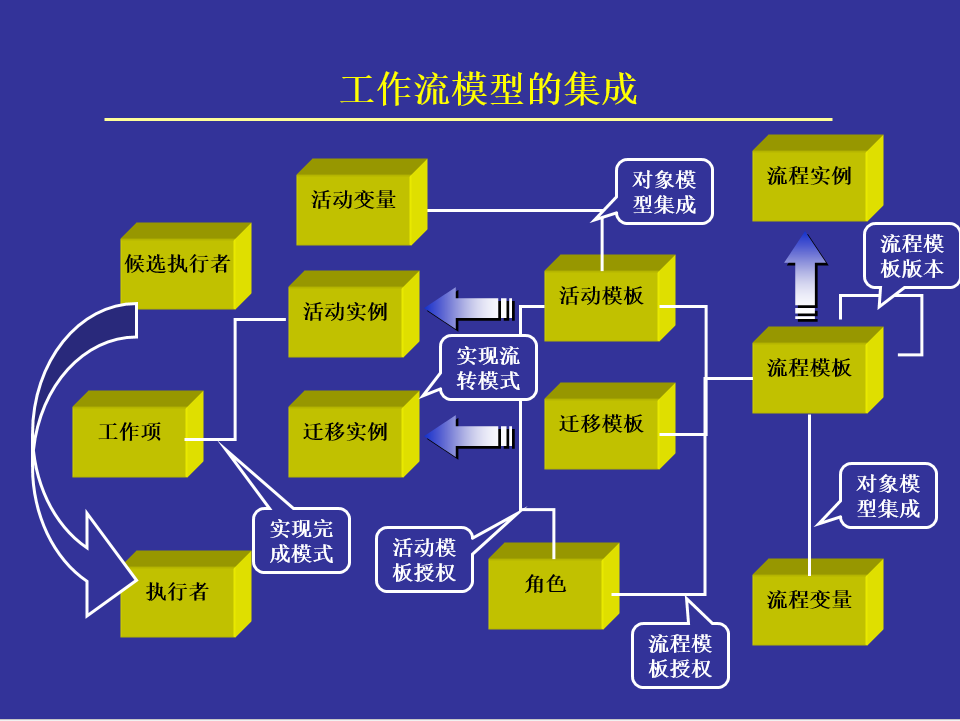 工作流模型的集成
活动变量
对象模
型集成
流程实例
候选执行者
流程模
板版本
活动实例
活动模板
实现流
转模式
流程模板
工作项
迁移实例
迁移模板
对象模
型集成
实现完
成模式
活动模
板授权
执行者
角色
流程变量
流程模
板授权